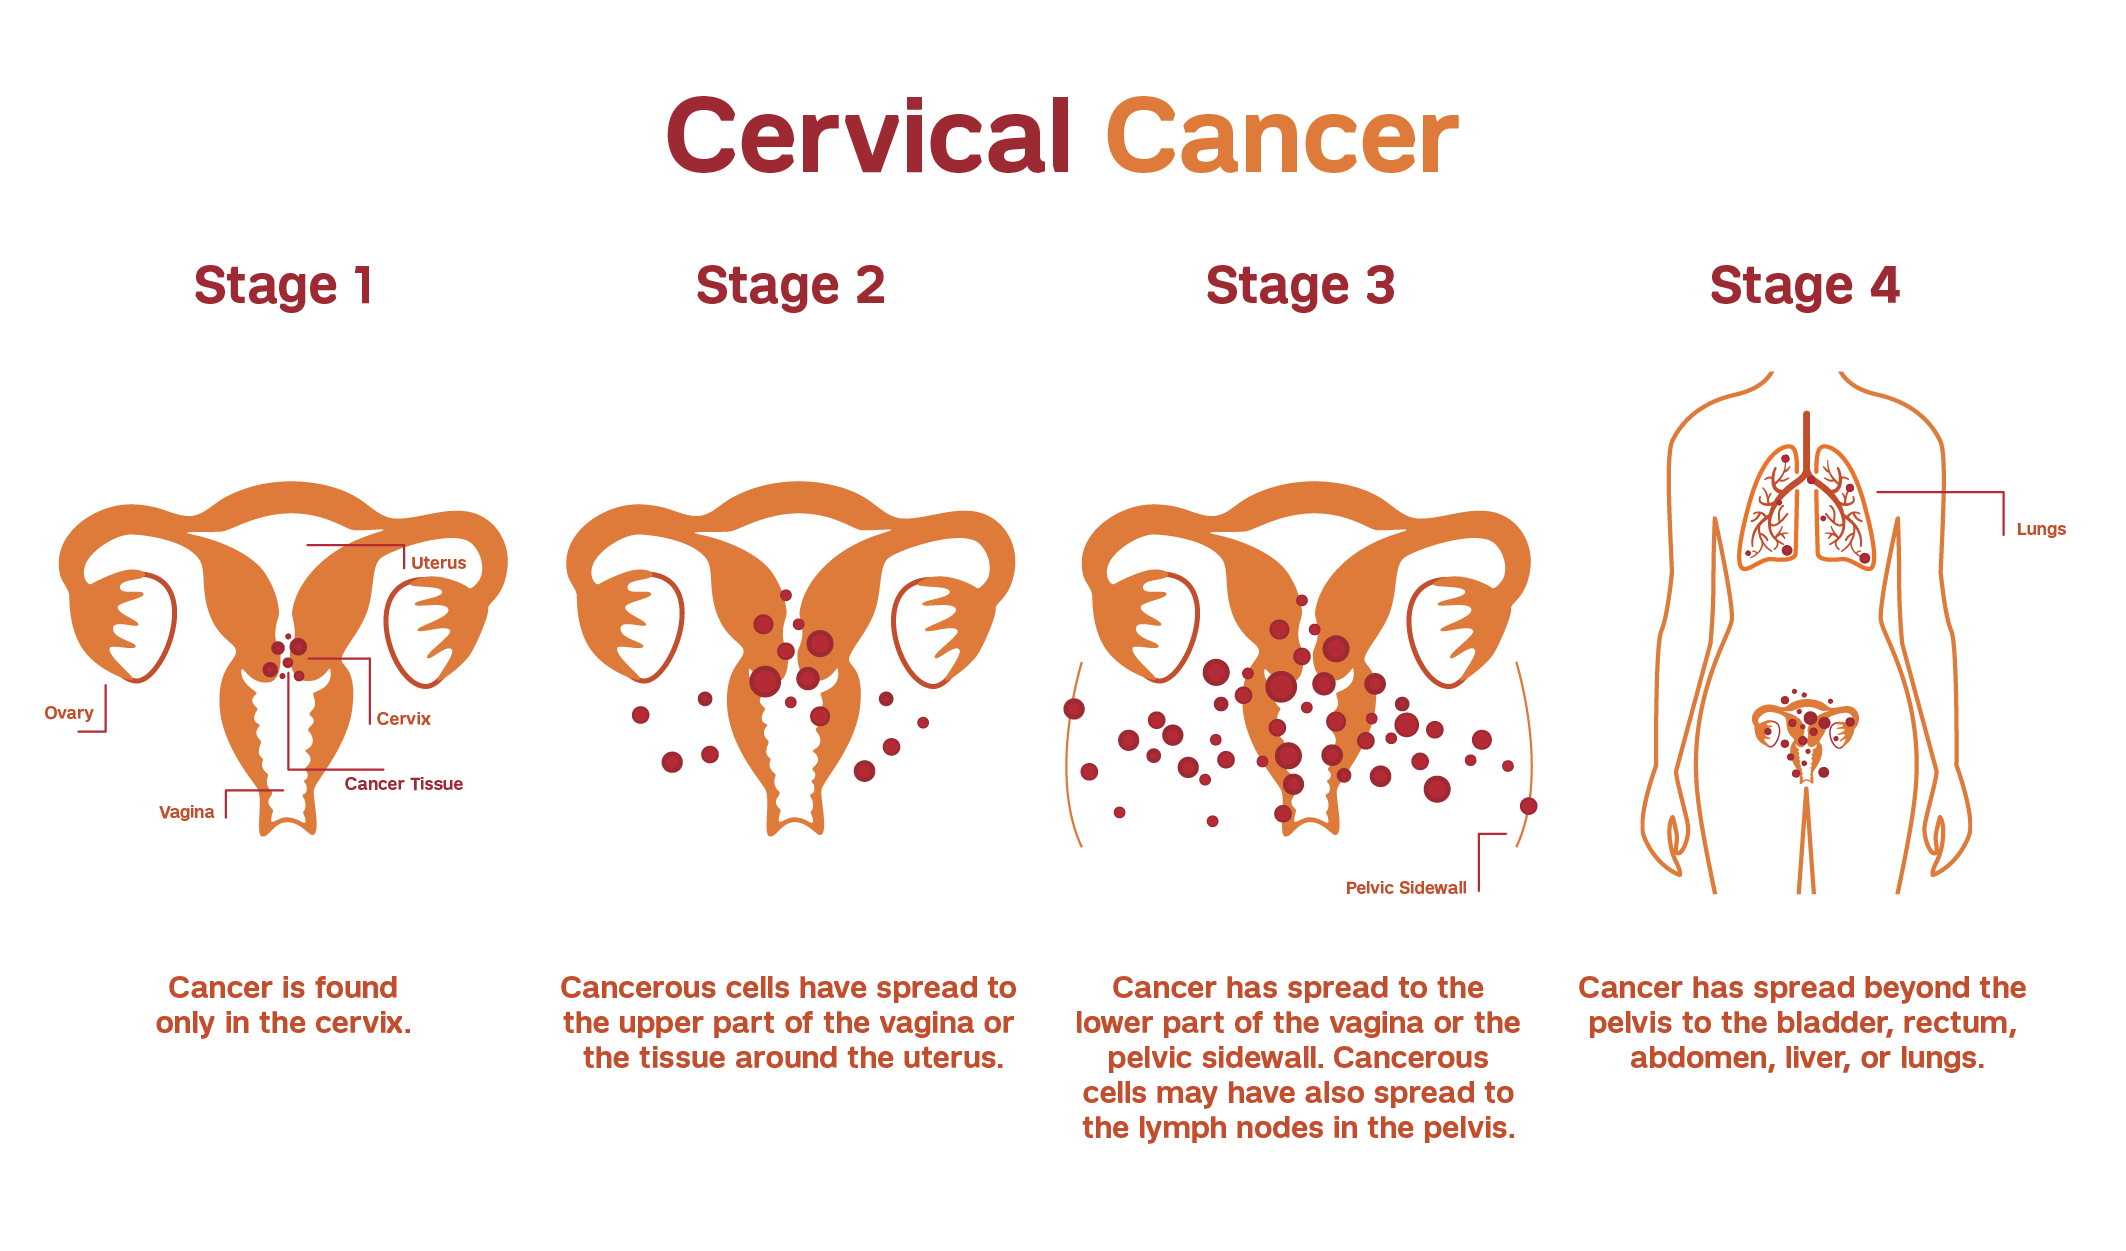 Cervical Cancer
Stage 1
Stage 2
Stage 3
Stage 4
Uterus
Ovary
Cervix
Cancer Tissue
Vagina
Pelvic Sidewall
Lungs
Cancer is found
only in the cervix.
Cancerous cells have spread to
the upper part of the vagina or
the tissue around the uterus.
Cancer has spread to the
lower part of the vagina or the
pelvic sidewall. Cancerous
cells may have also spread to
the lymph nodes in the pelvis.
Cancer has spread beyond the
pelvis to the bladder, rectum,
abdomen, liver, or lungs.